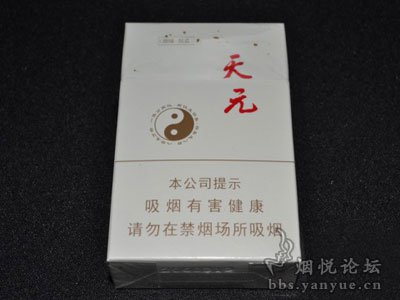 天元
本公司提示
吸烟有害健康
请勿在禁烟场所吸烟
烟悦论坛
bbs.yanyue.cn